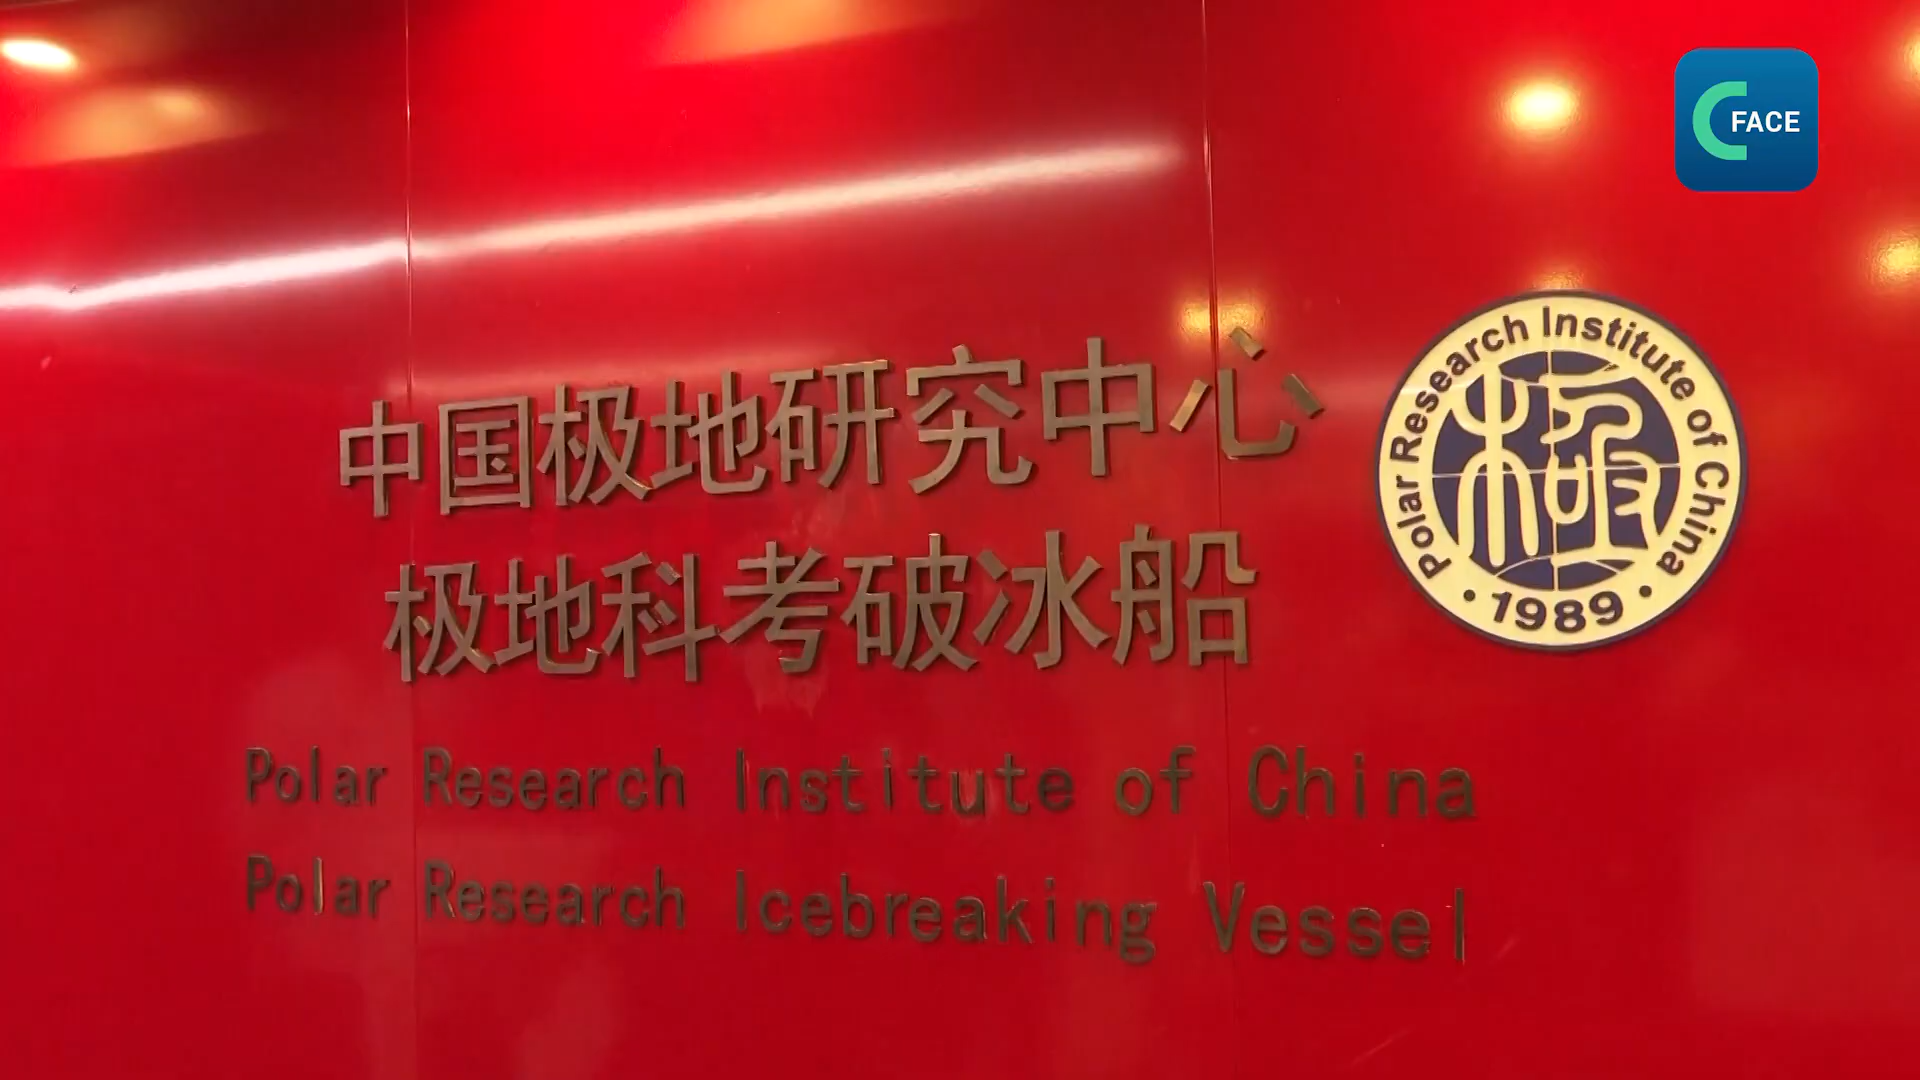 FACE
中国极地研究中心
极地科考破冰船
Polar Research Institute of China
Polar Research Icebreaking Vessel
Polar Research Institute of China
極
• 1989 •